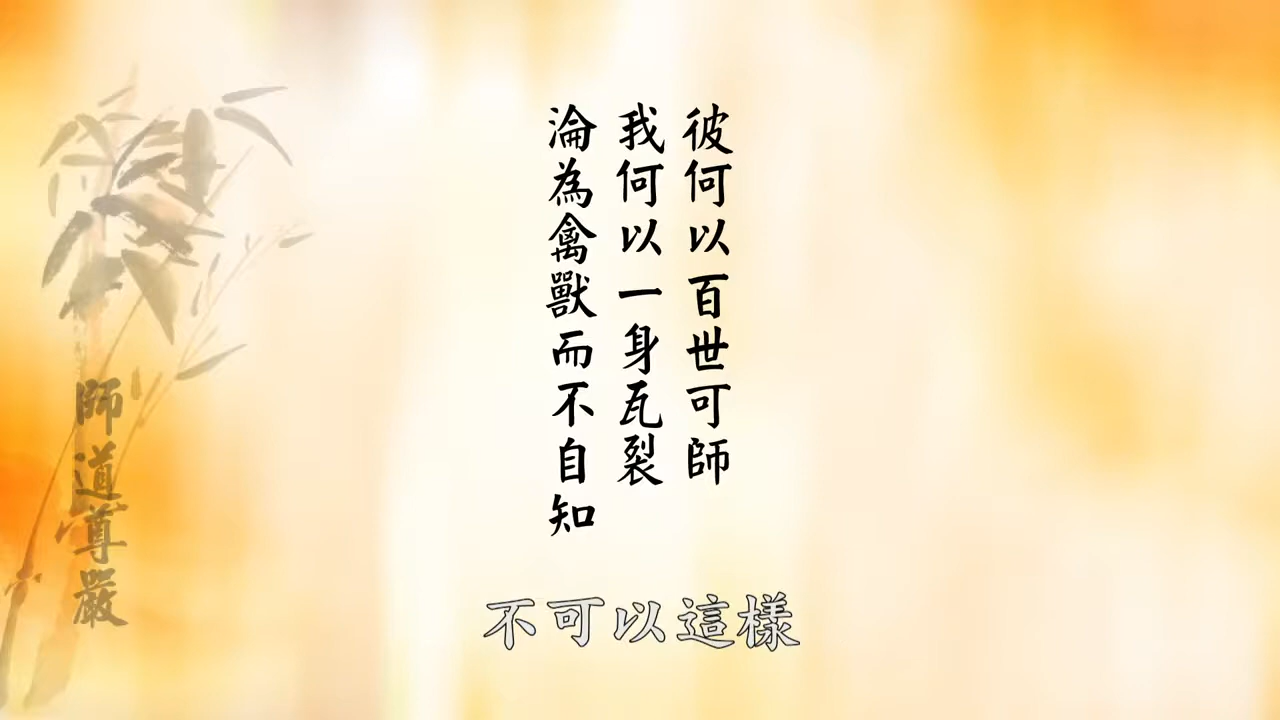 彼何以百世可師
我何以一身瓦裂
淪為禽獸而不自知
師道尊嚴
不可以這樣